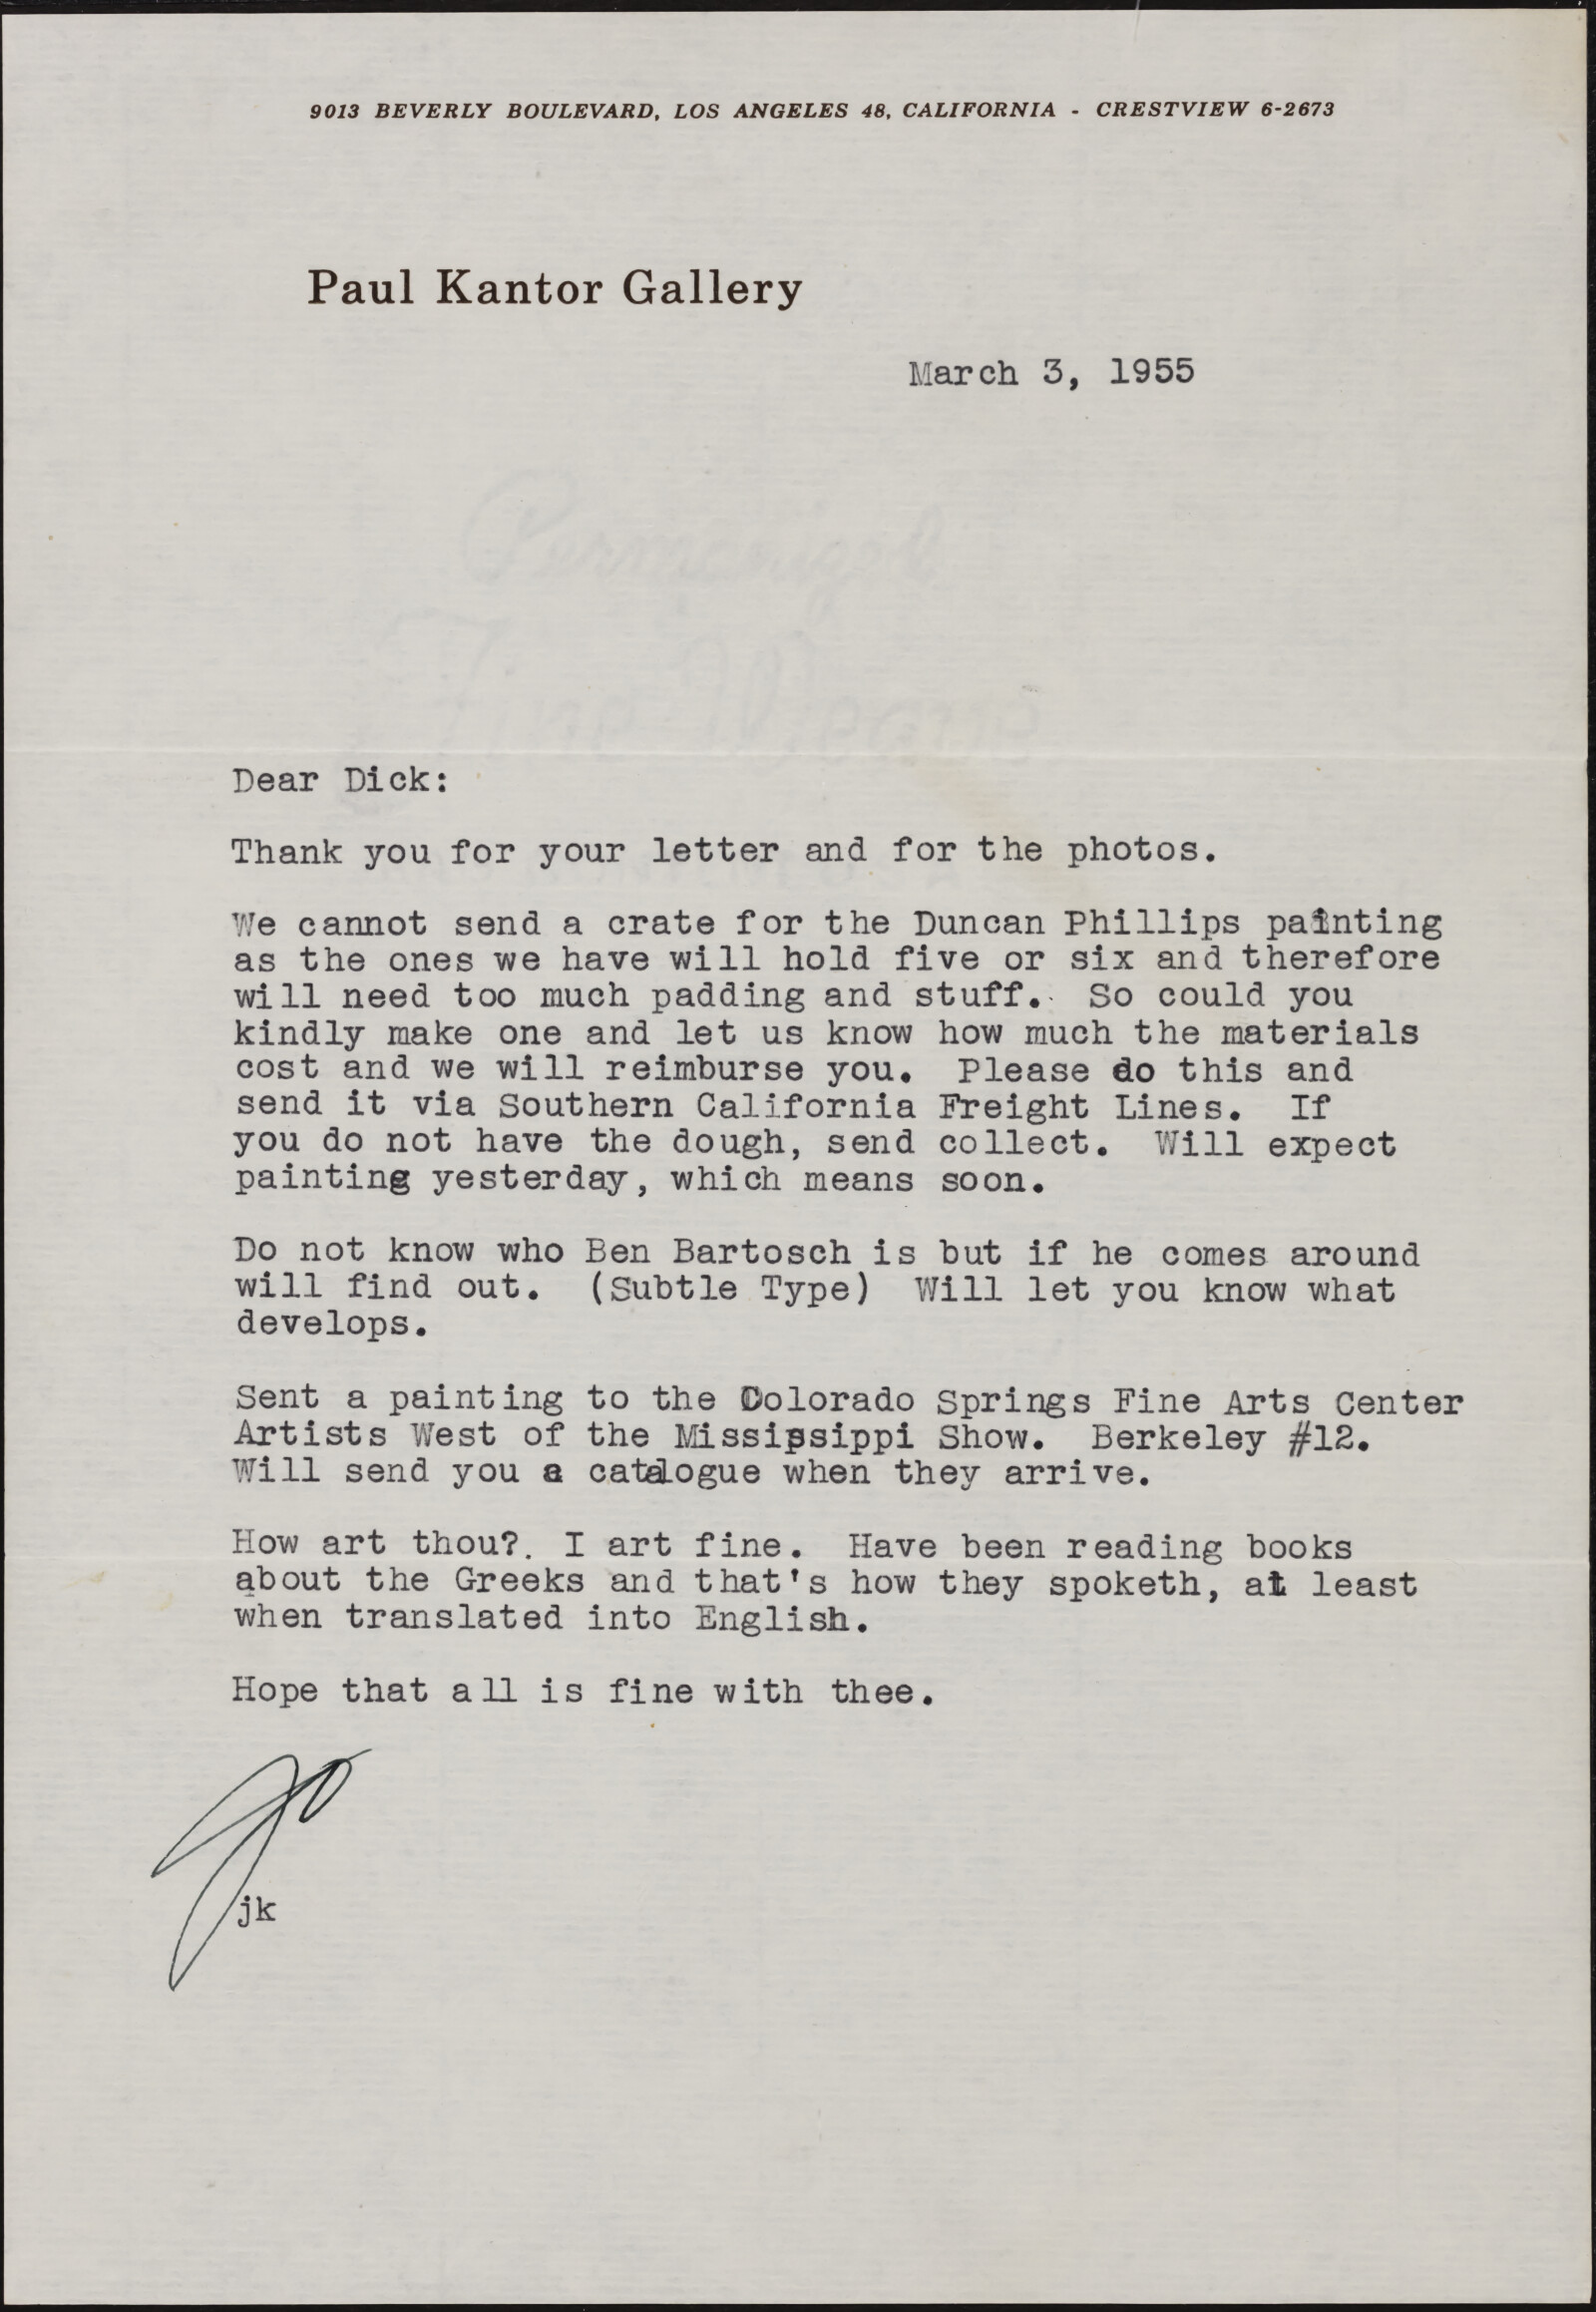 9013 BEVERLY BOULEVARD, LOS ANGELES 48, CALIFORNIA - CRESTVIEW 6-2673
Paul Kantor Gallery
March 3, 1955
Dear Dick:
Thank you for your letter and for the photos.
We cannot send a crate for the Duncan Phillips painting
as the ones we have will hold five or six and therefore
will need too much padding and stuff. So could you
kindly make one and let us know how much the materials
cost and we will reimburse you. Please do this and
send it via Southern California Freight Lines. If
you do not have the dough, send collect. Will expect
painting yesterday, which means soon.
Do not know who Ben Bartosch is but if he comes around
will find out. (Subtle Type) Will let you know what
develops.
Sent a painting to the Colorado Springs Fine Arts Center
Artists West of the Mississippi Show. Berkeley #12.
Will send you a catalogue when they arrive.
How art thou?. I art fine. Have been reading books
about the Greeks and that's how they spoketh, at least
when translated into English.
Hope that all is fine with thee.
Jo
jk